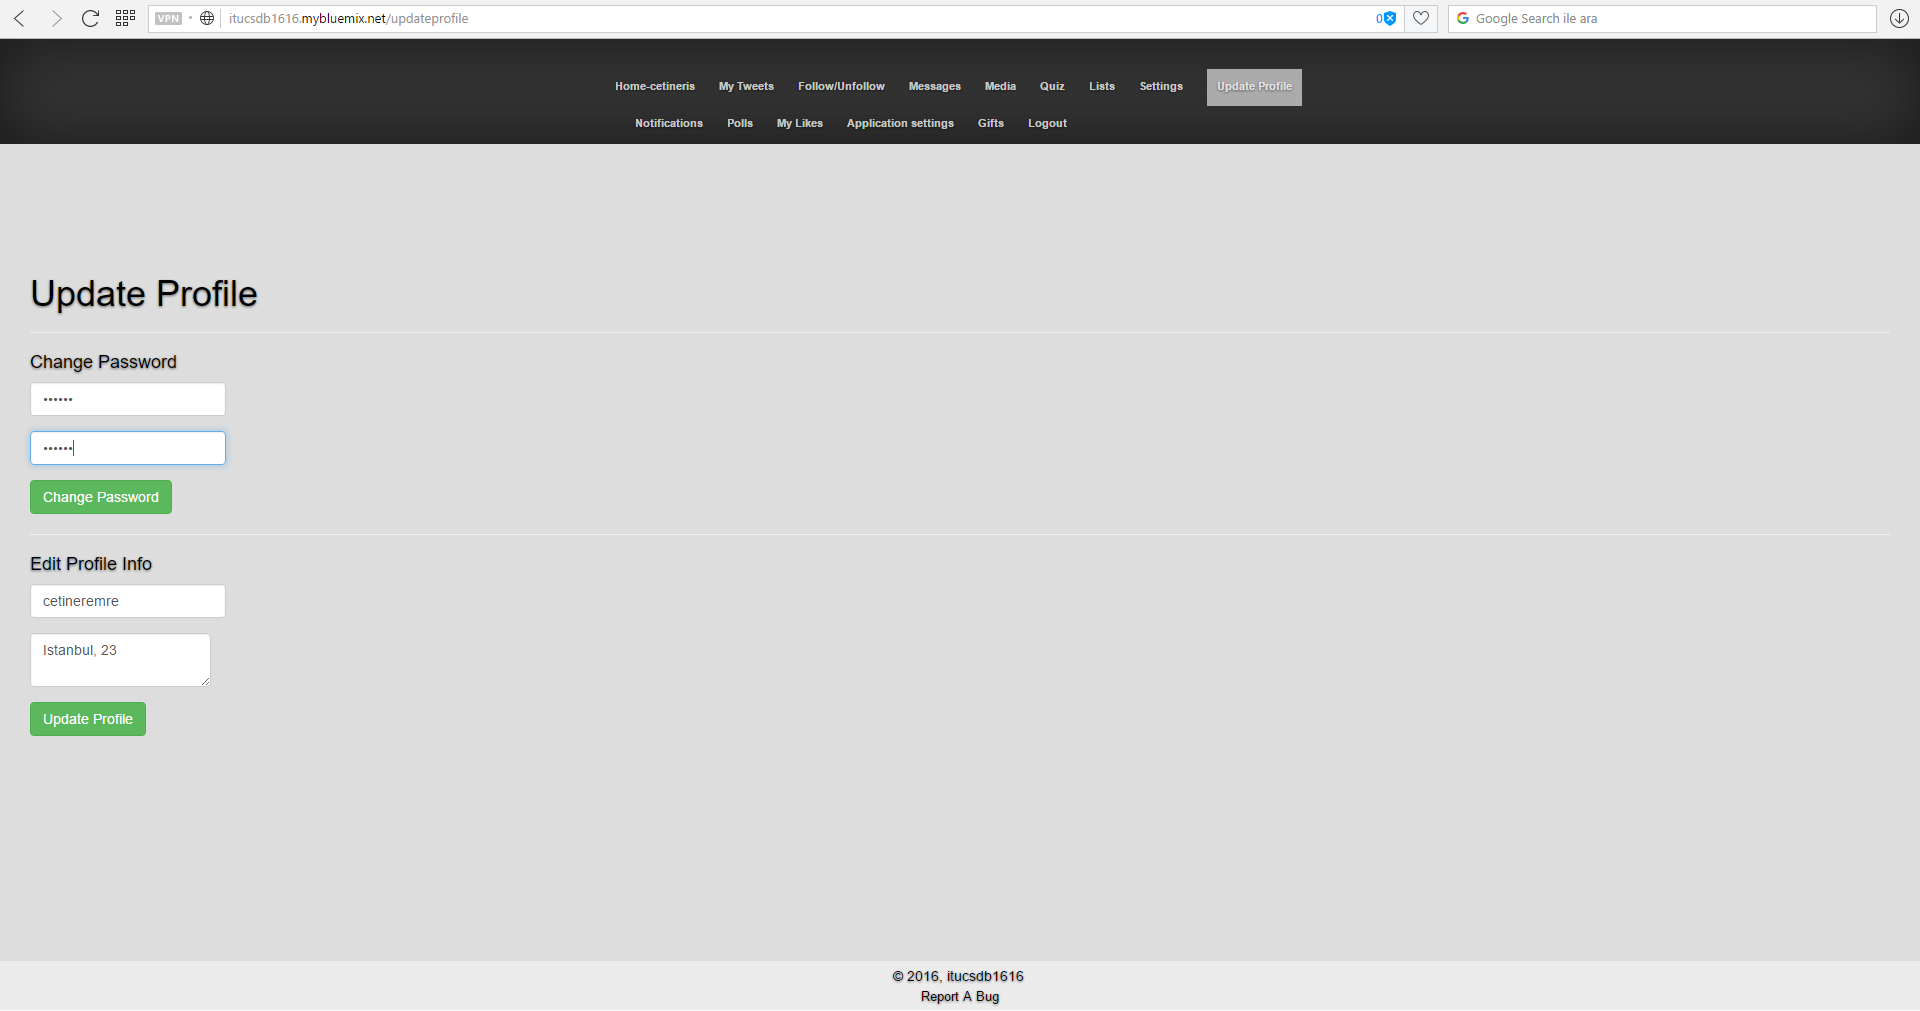 VPN itucsdb1616.mybluemix.net/updateprofile 0 Google Search ile ara
Home-cetineris My Tweets Follow/Unfollow Messages Media Quiz Lists Settings Update Profile
Notifications Polls My Likes Application settings Gifts Logout
Update Profile
Change Password
••••••
••••••
Change Password
Edit Profile Info
cetineremre
Istanbul, 23
Update Profile
© 2016, itucsdb1616
Report A Bug